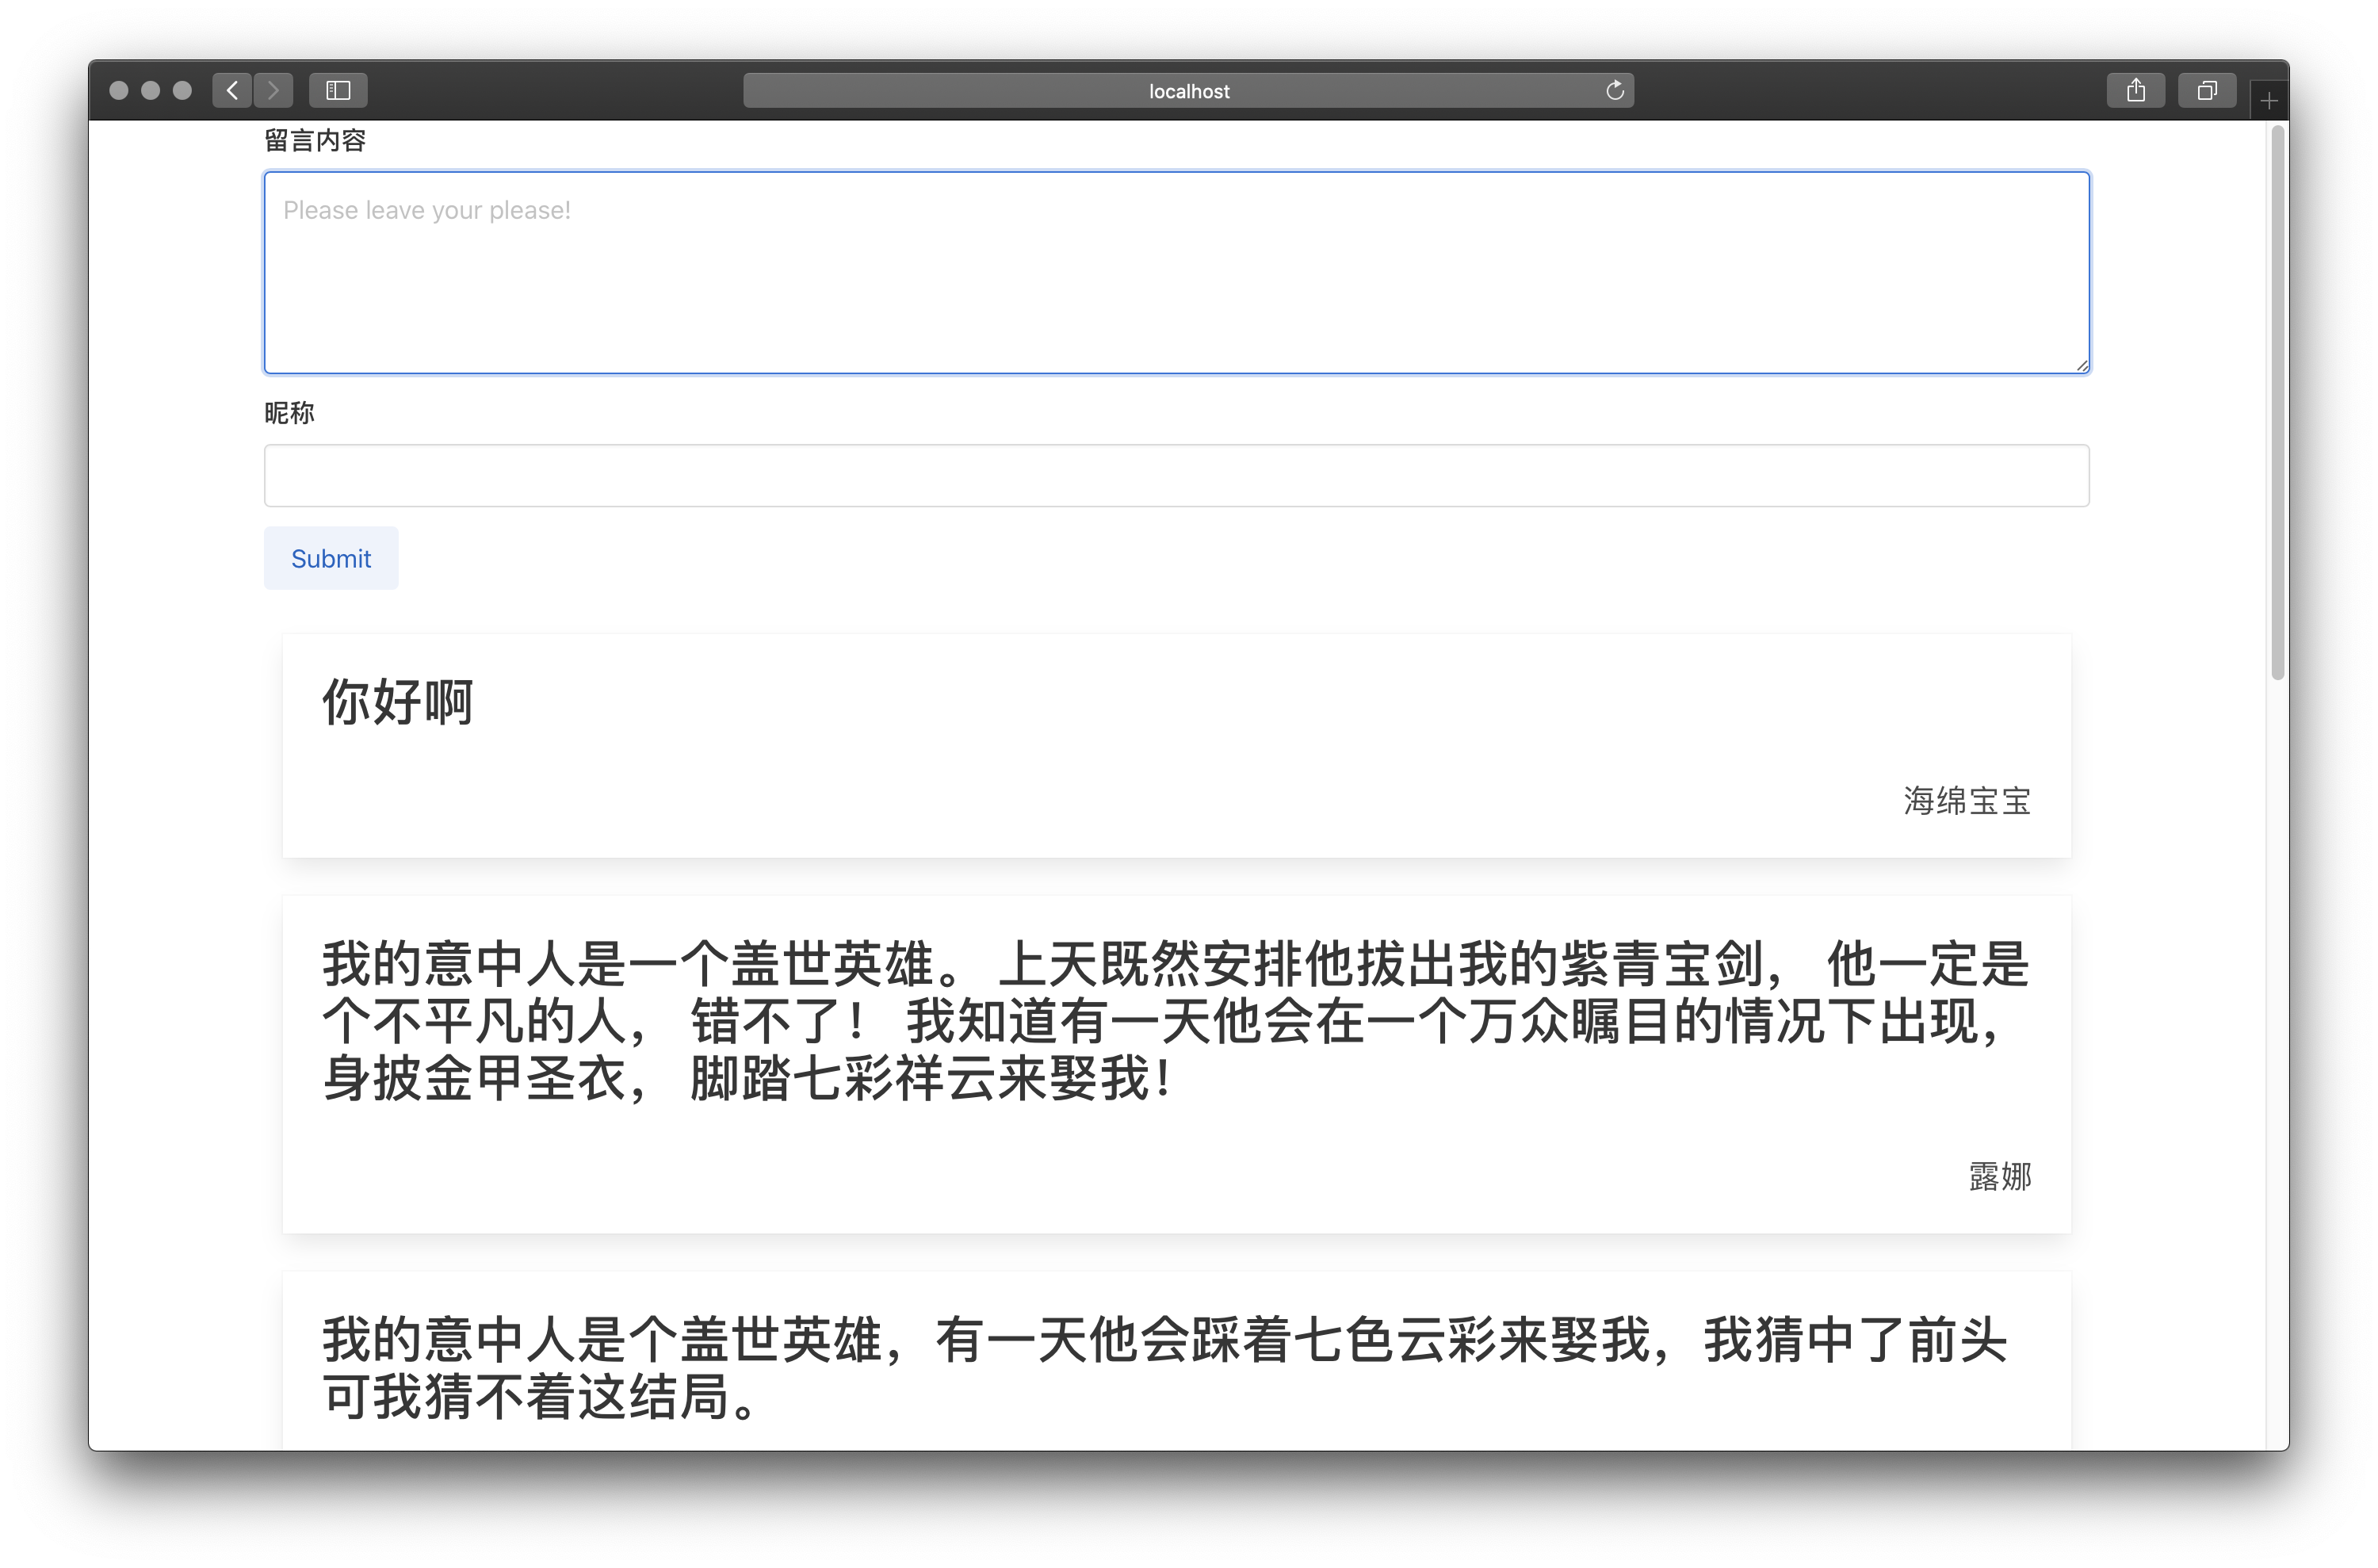 localhost
留言内容
Please leave your please!
昵称
Submit
你好啊
海绵宝宝
我的意中人是一个盖世英雄。 上天既然安排他拔出我的紫青宝剑， 他一定是
个不平凡的人， 错不了！ 我知道有一天他会在一个万众瞩目的情况下出现，
身披金甲圣衣， 脚踏七彩祥云来娶我！
露娜
我的意中人是个盖世英雄，有一天他会踩着七色云彩来娶我，我猜中了前头
可我猜不着这结局。